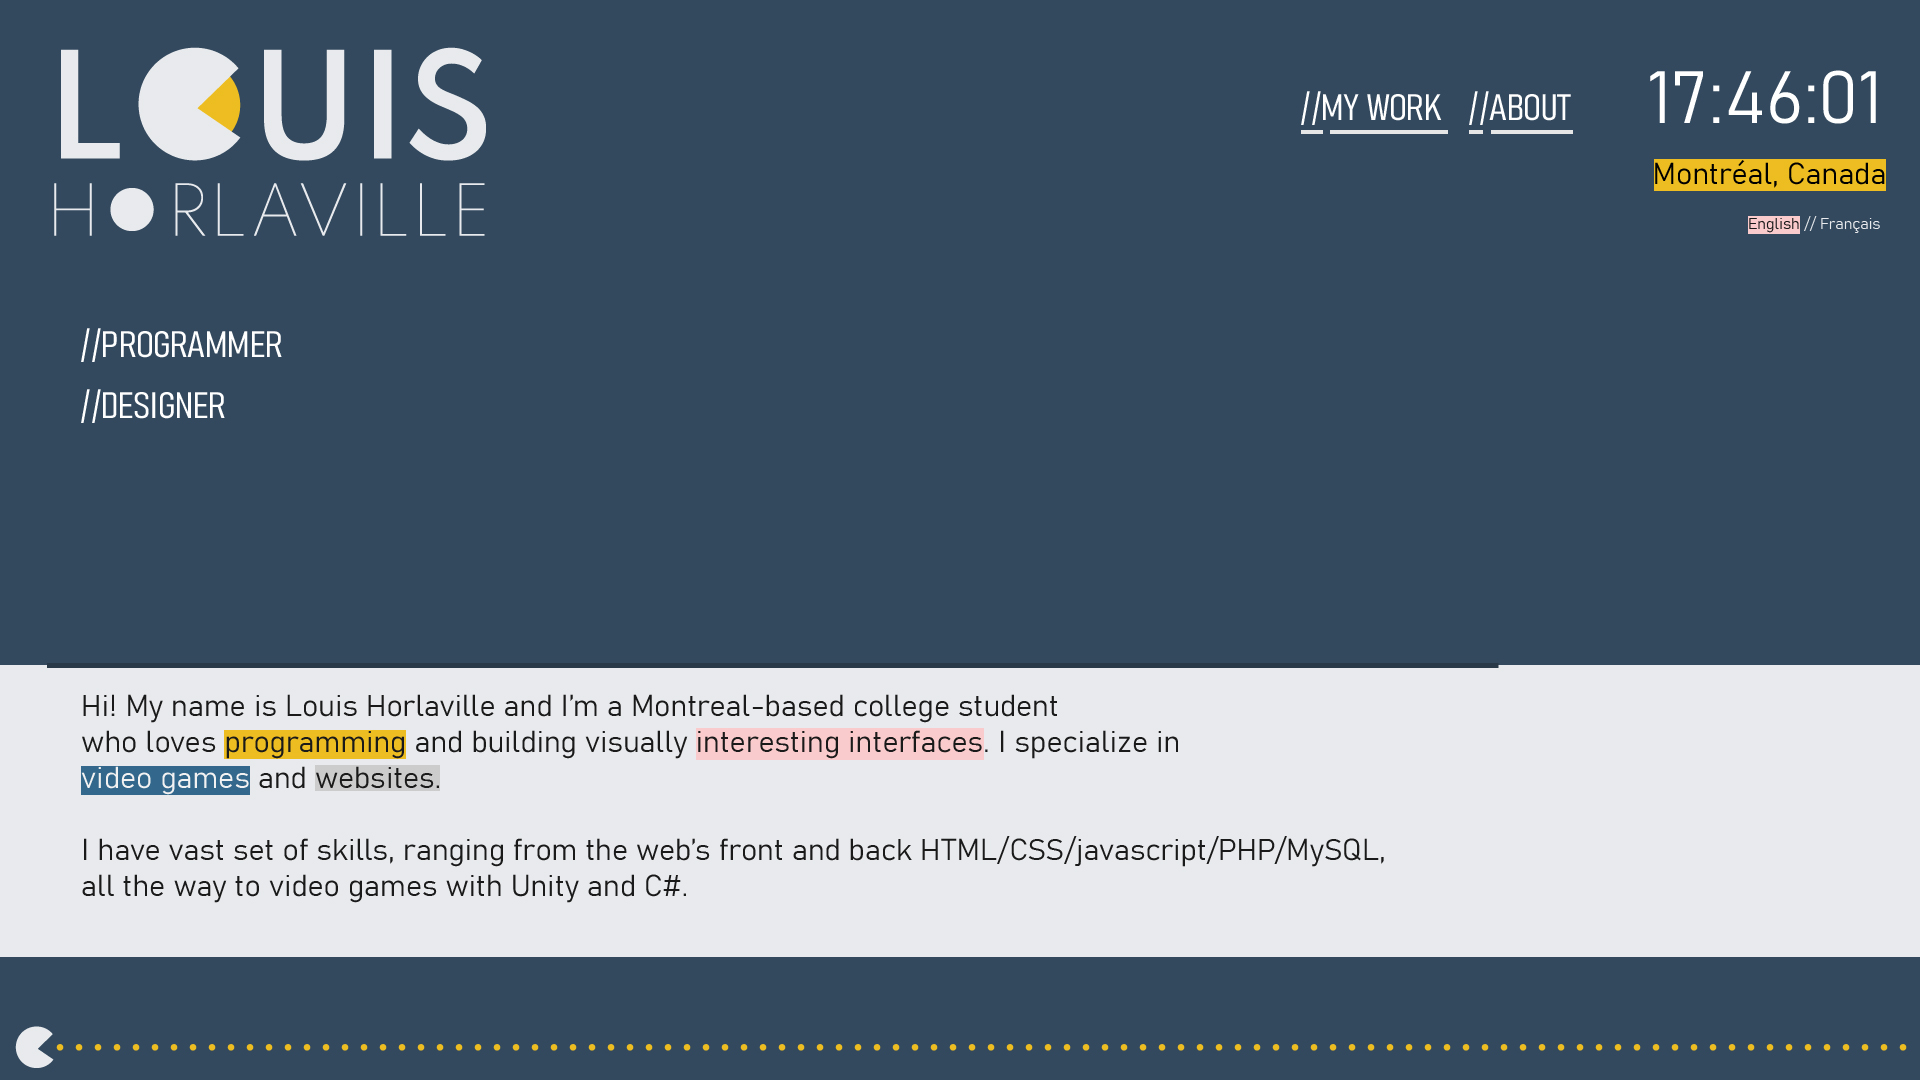 LOUIS
HORLAVILLE
//MY WORK //ABOUT
17:46:01
Montréal, Canada
English // Français
//PROGRAMMER
//DESIGNER
Hi! My name is Louis Horlaville and I’m a Montreal-based college student
who loves programming and building visually interesting interfaces. I specialize in
video games and websites.
I have vast set of skills, ranging from the web’s front and back HTML/CSS/javascript/PHP/MySQL,
all the way to video games with Unity and C#.